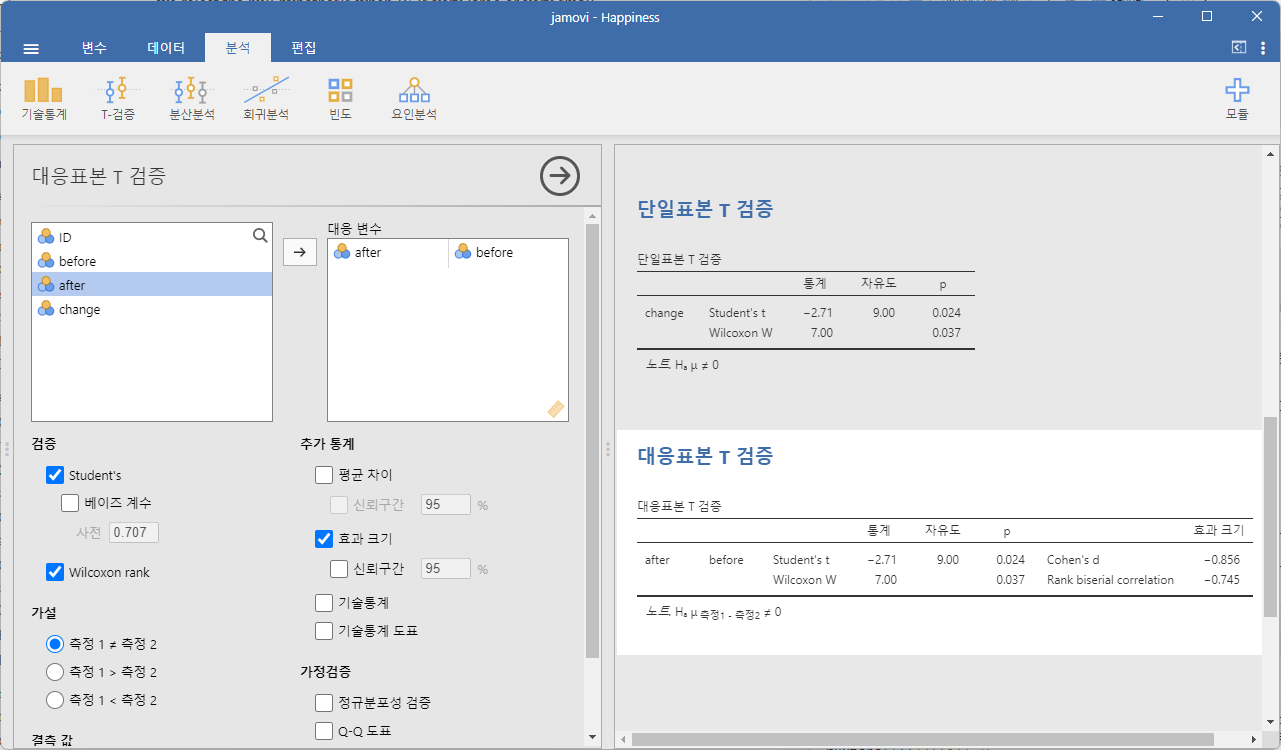 jamovi - Happiness
변수 데이터 분석 편집
기술통계 T-검증 분산분석 회귀분석 빈도 요인분석 모듈
대응표본 T 검증
ID
before
after
change
대응 변수
after before
검증
Student's
베이즈 계수
사전 0.707
Wilcoxon rank
가설
측정 1 ≠ 측정 2
측정 1 > 측정 2
측정 1 < 측정 2
결측 값
추가 통계
평균 차이
신뢰구간 95 %
효과 크기
신뢰구간 95 %
기술통계
기술통계 도표
가정검증
정규분포성 검증
Q-Q 도표
단일표본 T 검증
단일표본 T 검증
통계 자유도 p
change Student's t −2.71 9.00 0.024
Wilcoxon W 7.00 0.037
노트. Hₐ μ ≠ 0
대응표본 T 검증
대응표본 T 검증
통계 자유도 p 효과 크기
after before Student's t −2.71 9.00 0.024 Cohen's d −0.856
Wilcoxon W 7.00 0.037 Rank biserial correlation −0.745
노트. Hₐ μ 측정1 - 측정2 ≠ 0